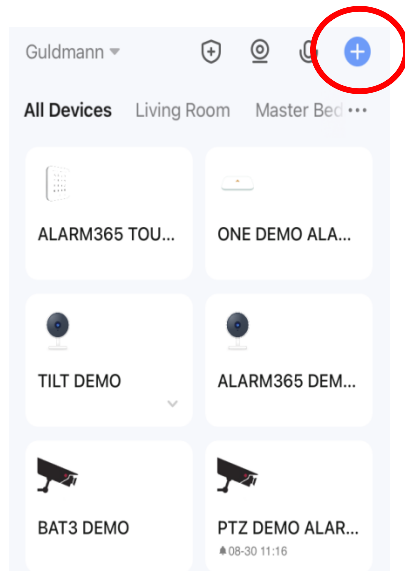 Guldmann
All Devices Living Room Master Bed
ALARM365 TOU... ONE DEMO ALA...
TILT DEMO ALARM365 DEM...
BAT3 DEMO PTZ DEMO ALAR...
08-30 11:16